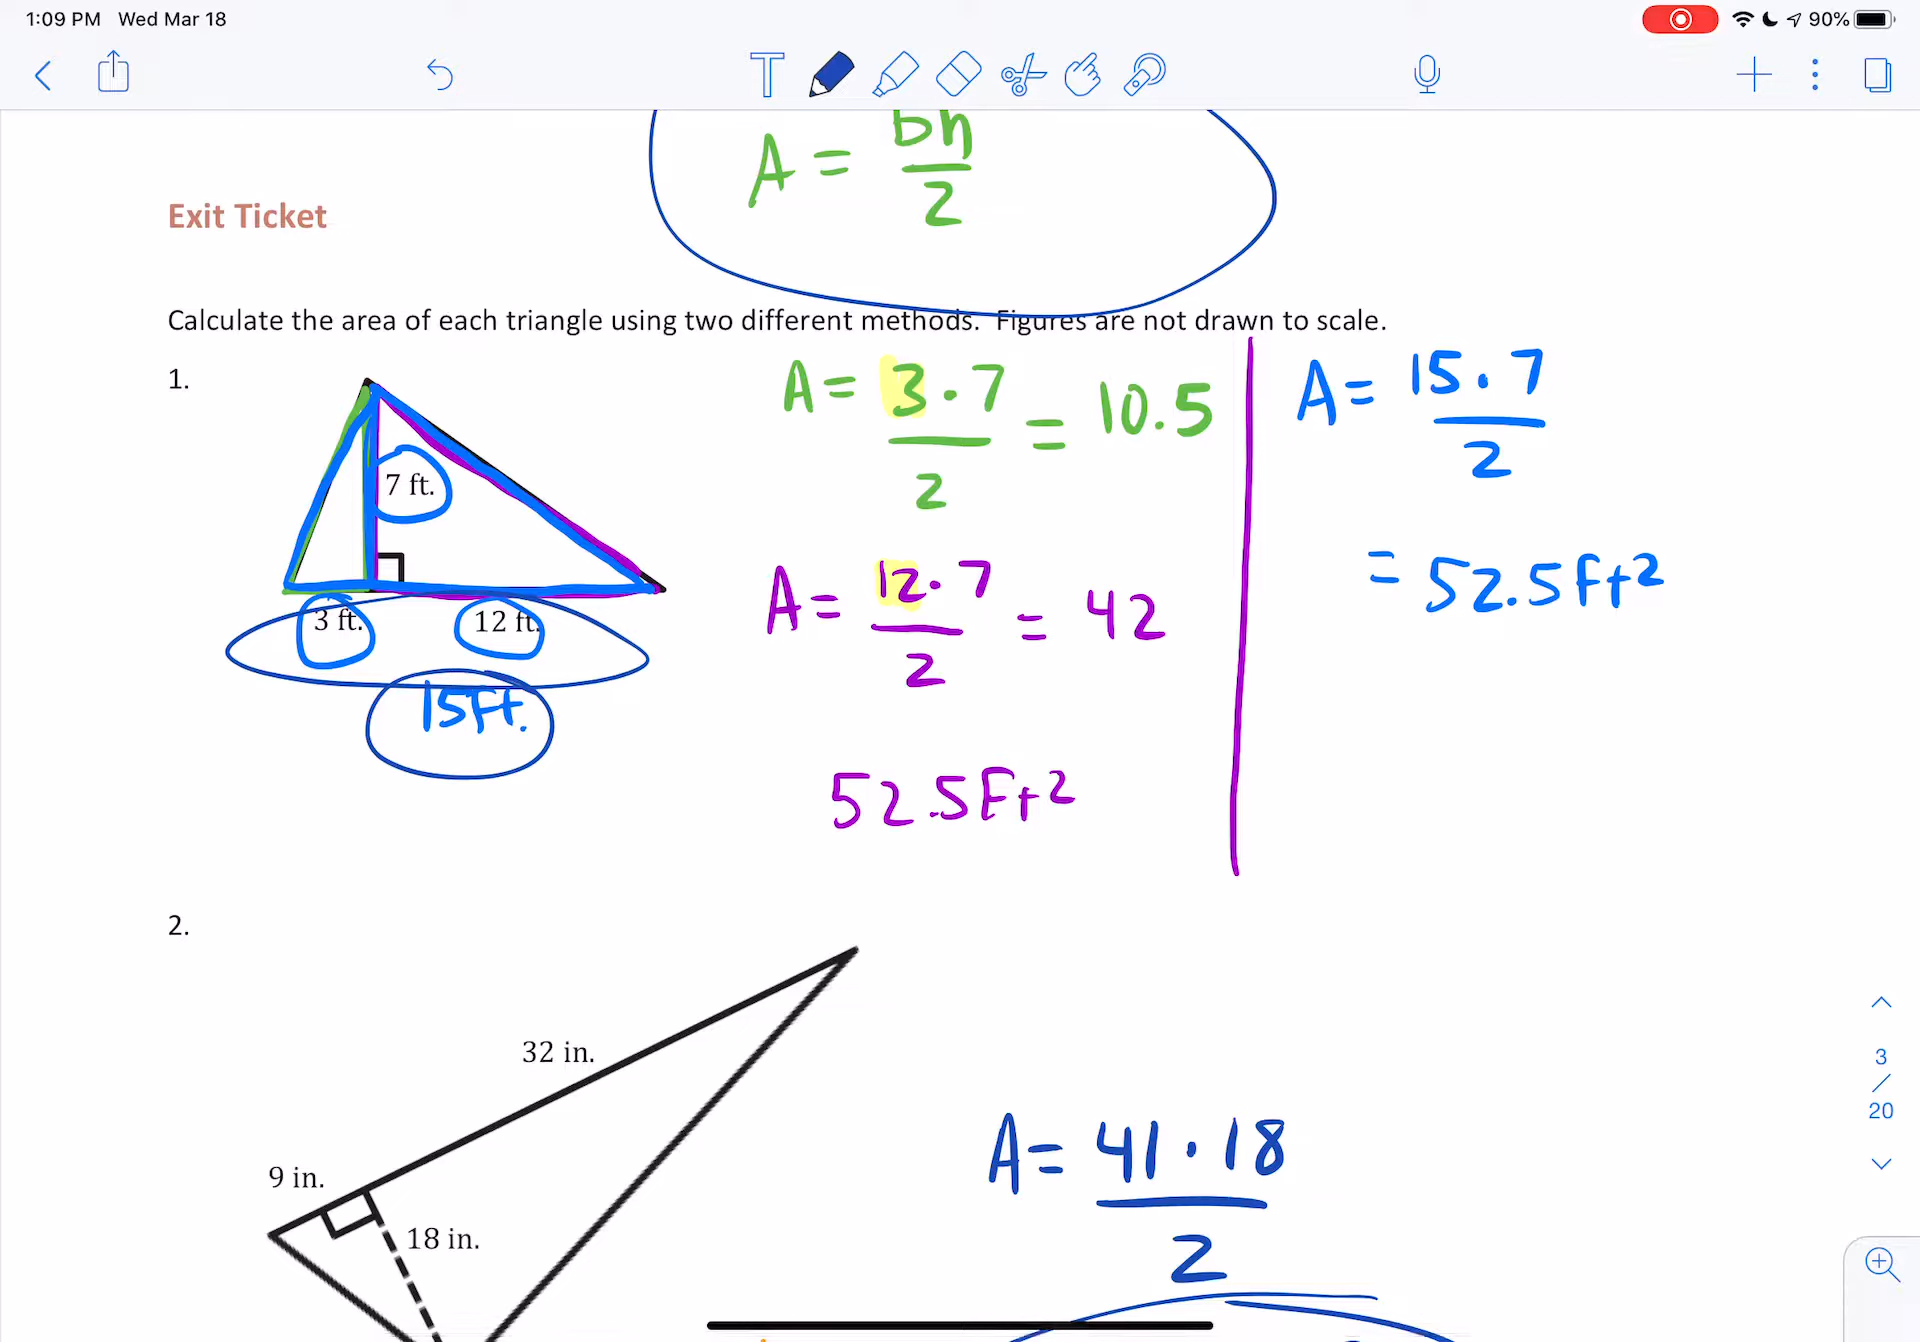 1:09 PM Wed Mar 18
90%
A = bh
2
Exit Ticket
Calculate the area of each triangle using two different methods. Figures are not drawn to scale.
1.
7 ft.
3 ft.
12 ft.
15Ft.
A = 3 · 7
2
= 10.5
A = 12 · 7
2
= 42
52.5Ft²
A = 15 · 7
2
= 52.5Ft²
2.
32 in.
9 in.
18 in.
A = 41 · 18
2
3
/
20